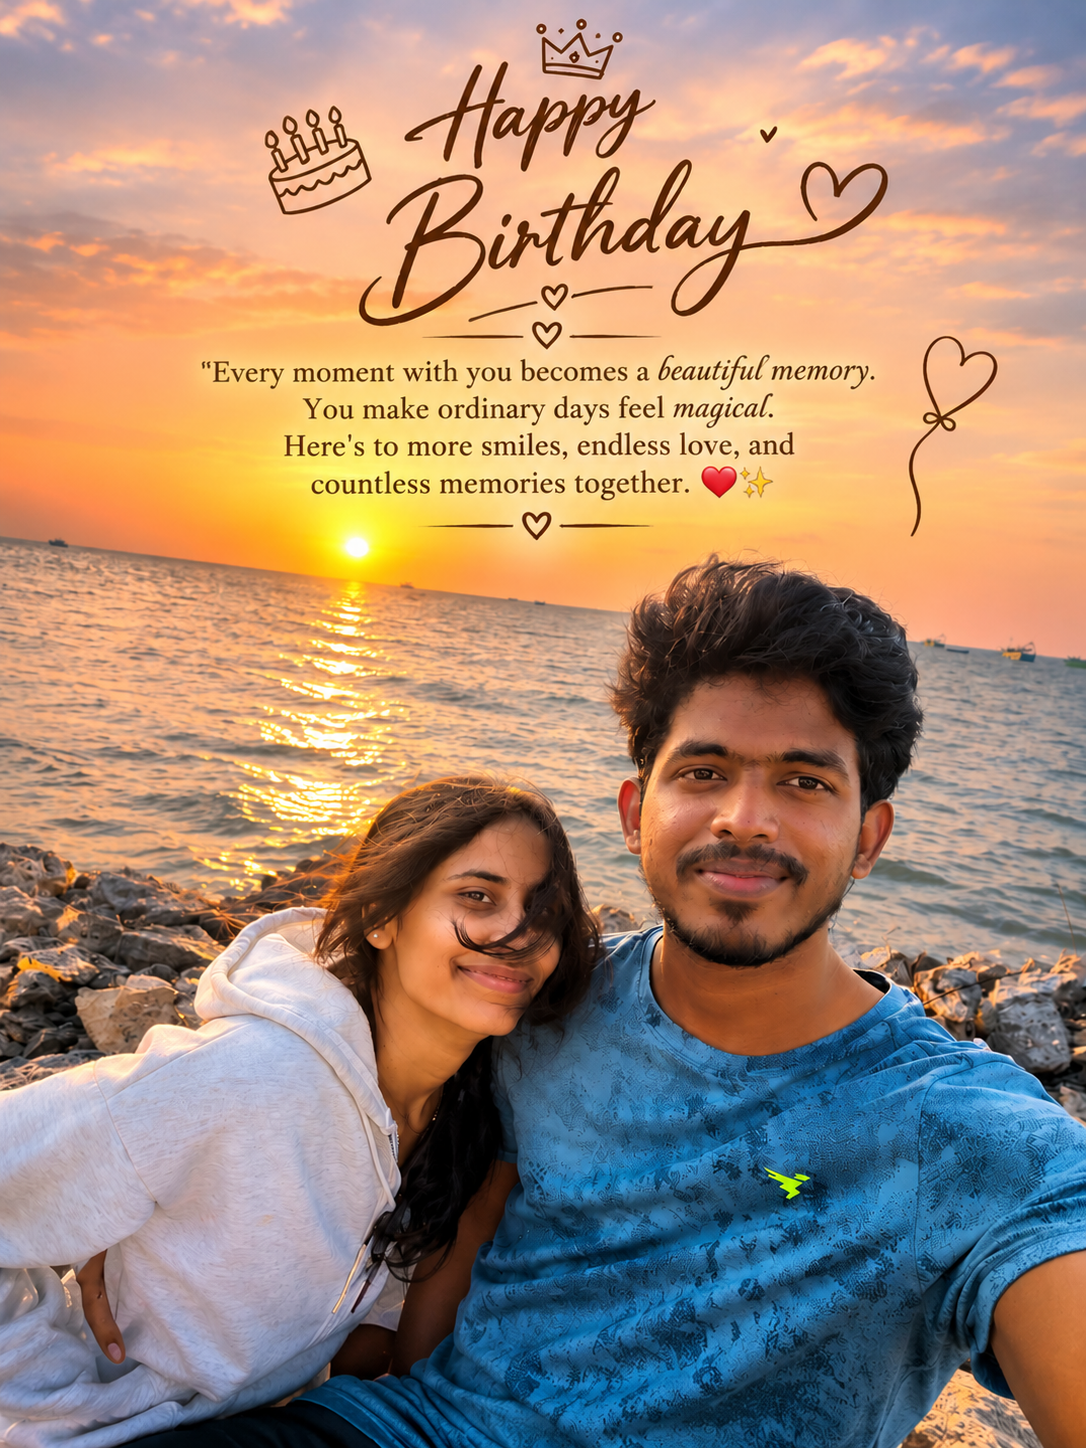 Happy
Birthday
"Every moment with you becomes a beautiful memory.
You make ordinary days feel magical.
Here's to more smiles, endless love, and
countless memories together. ❤️✨